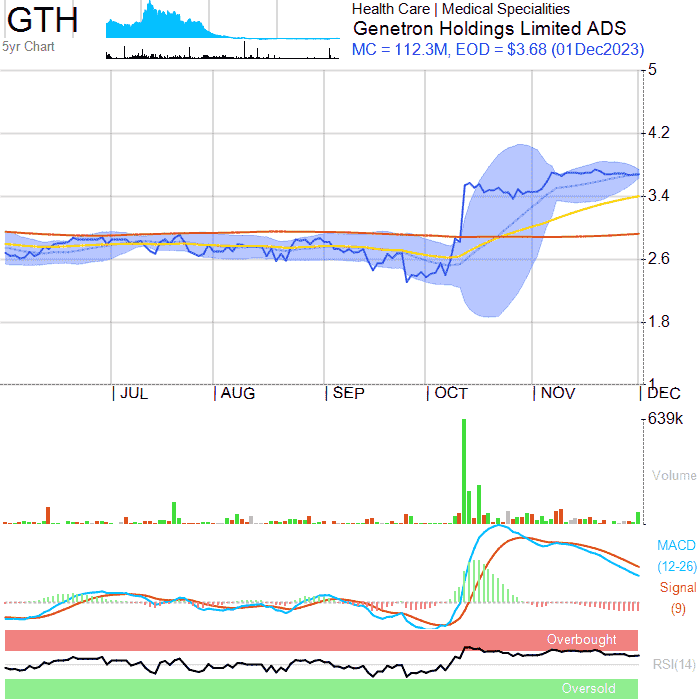 GTH
5yr Chart
Health Care | Medical Specialities
Genetron Holdings Limited ADS
MC = 112.3M, EOD = $3.68 (01Dec2023)
5
4.2
3.4
2.6
1.8
1
| JUL | AUG | SEP | OCT | NOV | DEC
639k
Volume
MACD
(12-26)
Signal
(9)
Overbought
RSI(14)
Oversold